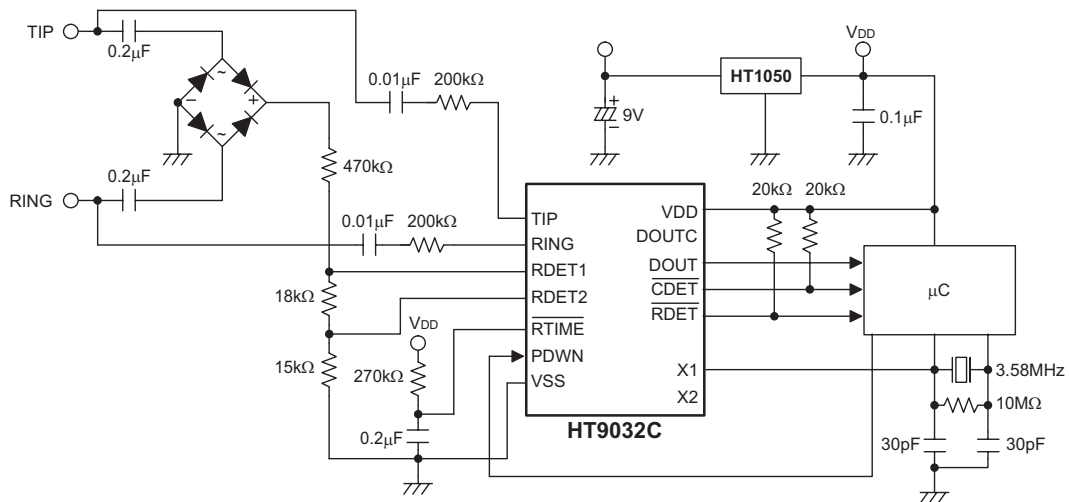 TIP
0.2μF
~
−
+
~
0.2μF
RING
0.01μF
200kΩ
470kΩ
0.01μF
200kΩ
18kΩ
15kΩ
VDD
270kΩ
0.2μF
+
9V
−
HT1050
VDD
0.1μF
20kΩ
20kΩ
TIP
RING
RDET1
RDET2
RTIME
PDWN
VSS
VDD
DOUTC
DOUT
CDET
RDET
X1
X2
HT9032C
μC
3.58MHz
10MΩ
30pF
30pF